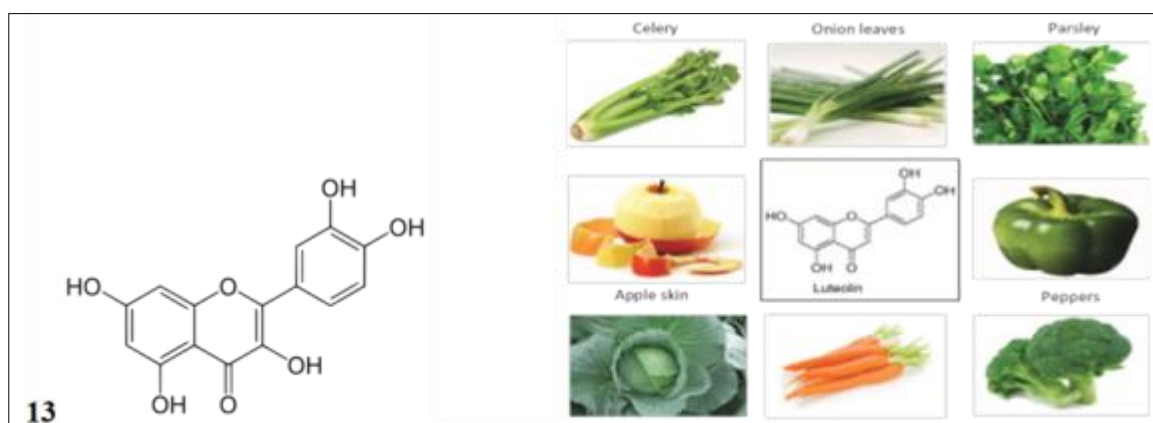 Celery
Onion leaves
Parsley
OH
OH
HO
O
OH
OH
O
OH
OH
HO
O
OH
O
Luteolin
Apple skin
Peppers
13